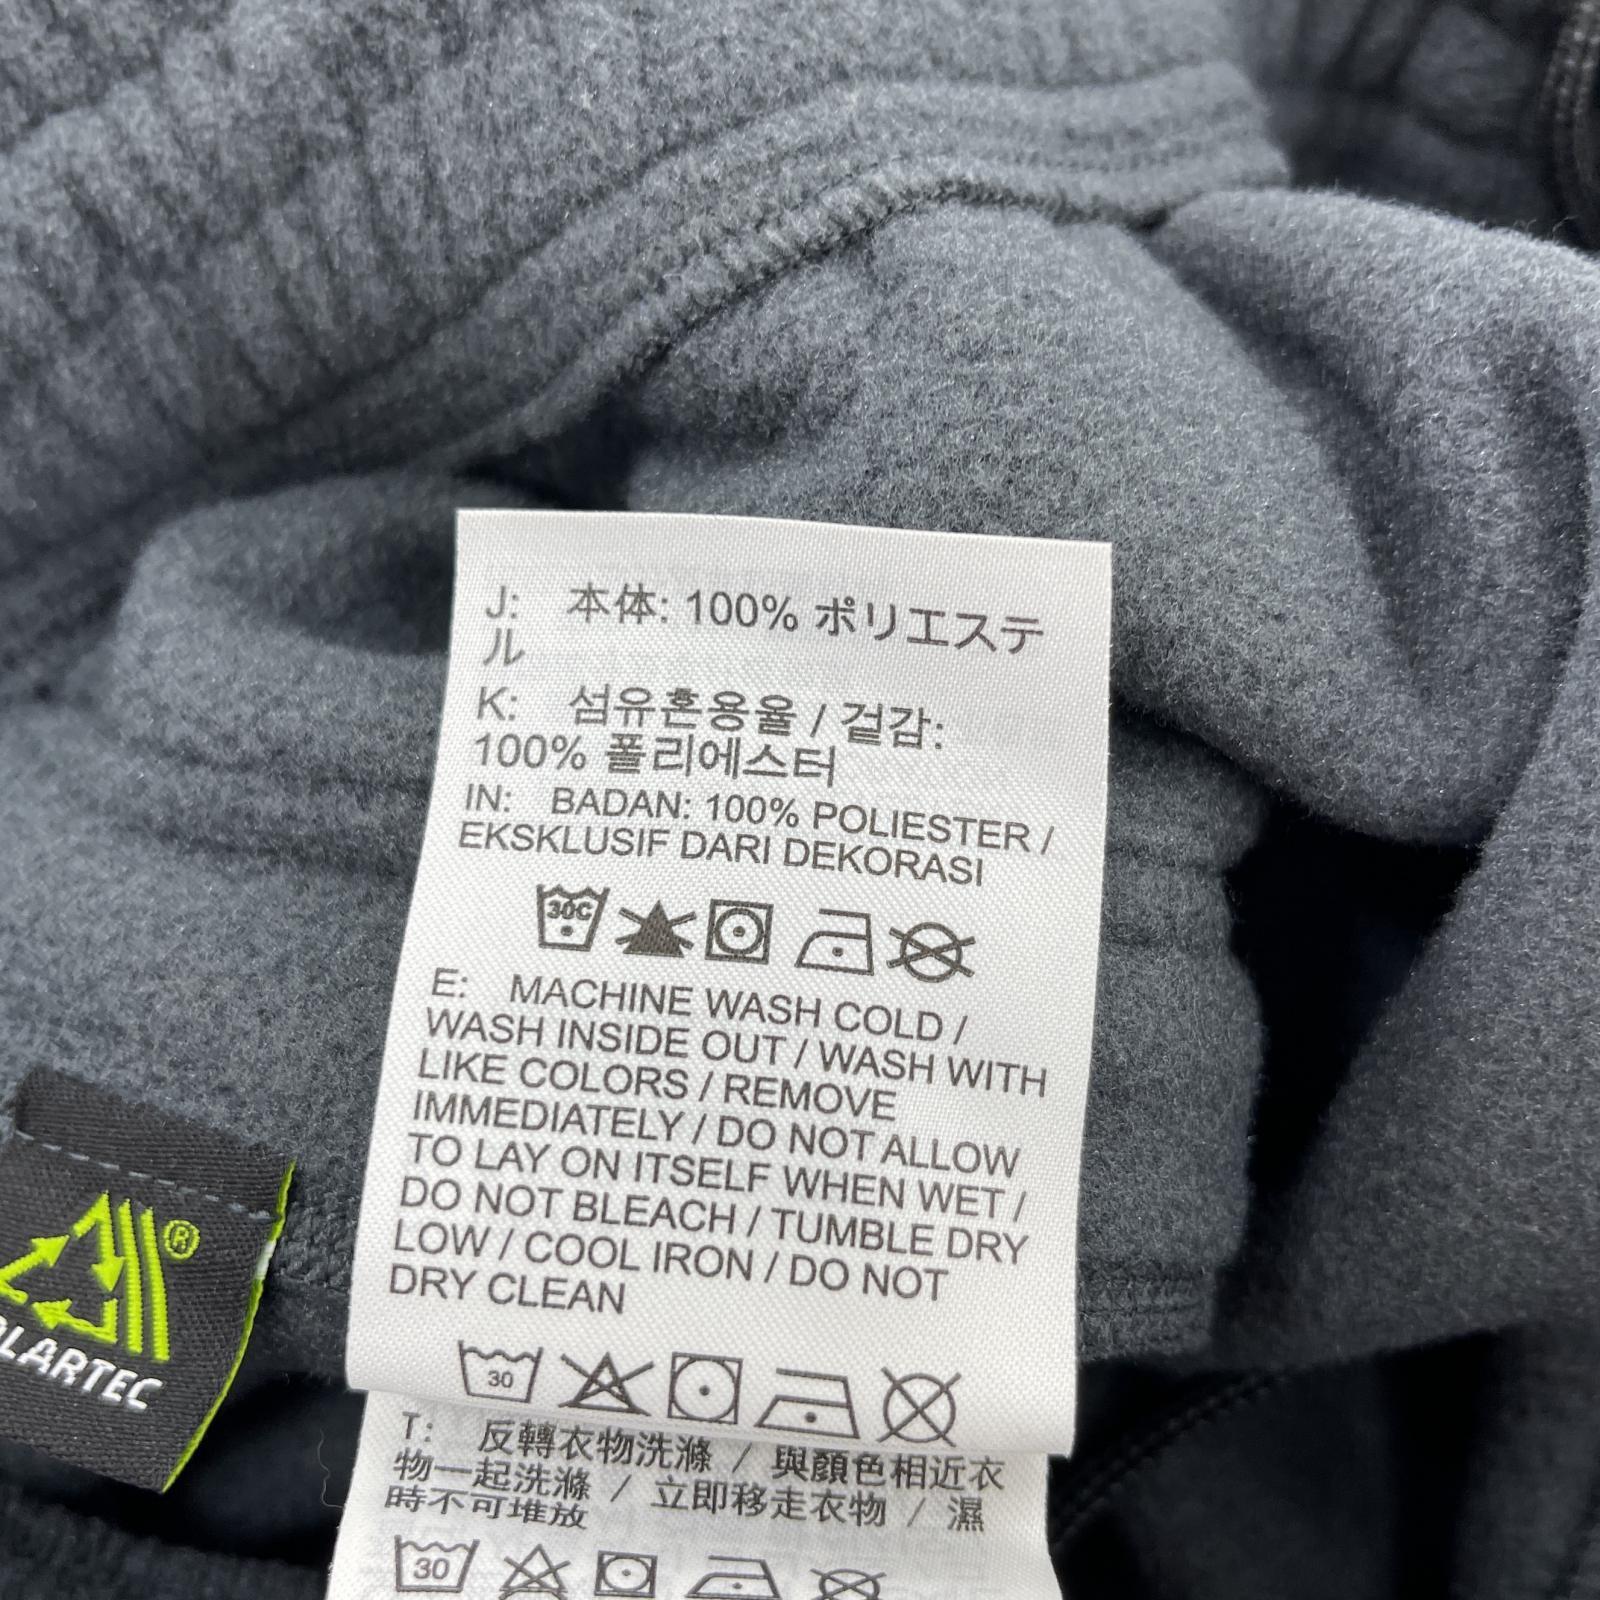 J: 本体: 100% ポリエステ
ル
K: 섬유혼용율 / 겉감:
100% 폴리에스터
IN: BADAN: 100% POLIESTER /
EKSKLUSIF DARI DEKORASI
30C
E: MACHINE WASH COLD /
WASH INSIDE OUT / WASH WITH
LIKE COLORS / REMOVE
IMMEDIATELY / DO NOT ALLOW
TO LAY ON ITSELF WHEN WET /
DO NOT BLEACH / TUMBLE DRY
LOW / COOL IRON / DO NOT
DRY CLEAN
30
T: 反轉衣物洗滌 / 與顏色相近衣
物一起洗滌 / 立即移走衣物 / 濕
時不可堆放
30
®
OLARTEC